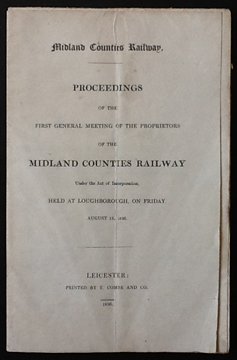 Midland Counties Railway.
PROCEEDINGS
OF THE
FIRST GENERAL MEETING OF THE PROPRIETORS
OF THE
MIDLAND COUNTIES RAILWAY
Under the Act of Incorporation,
HELD AT LOUGHBOROUGH, ON FRIDAY
AUGUST 1836.
LEICESTER:
PRINTED BY T. COMBE AND CO.
1836.